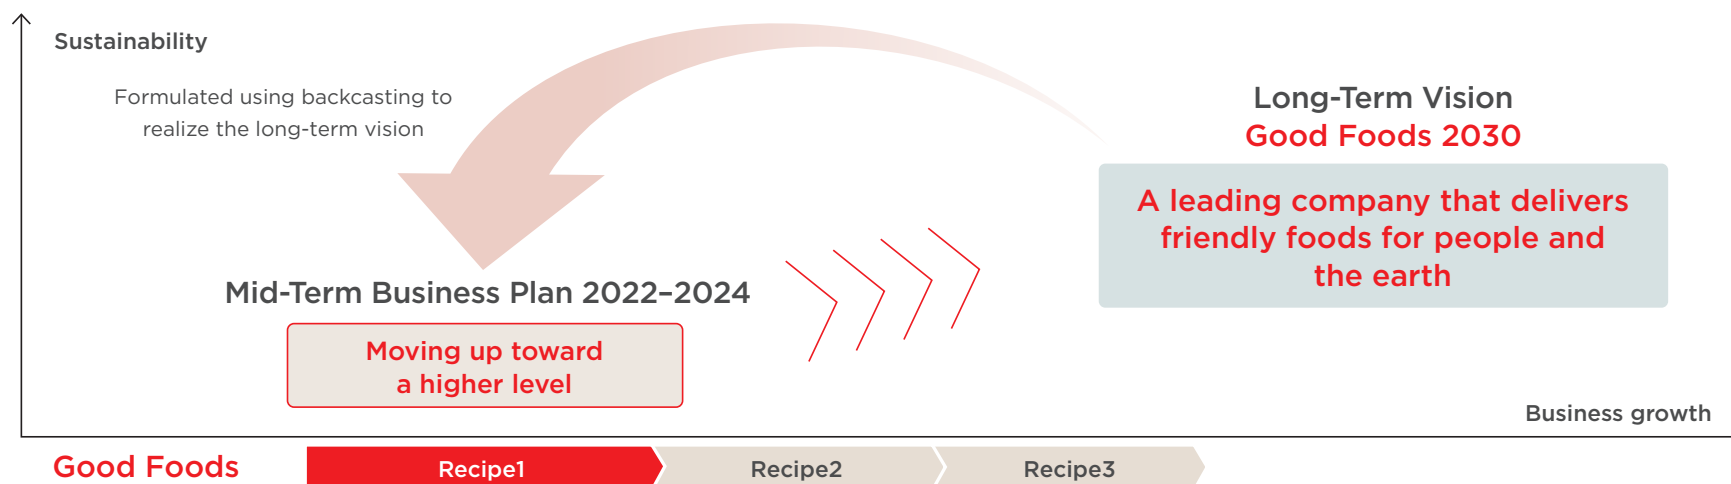 Sustainability
Formulated using backcasting to
realize the long-term vision
Long-Term Vision
Good Foods 2030
A leading company that delivers
friendly foods for people and
the earth
Mid-Term Business Plan 2022–2024
Moving up toward
a higher level
Business growth
Good Foods
Recipe1
Recipe2
Recipe3